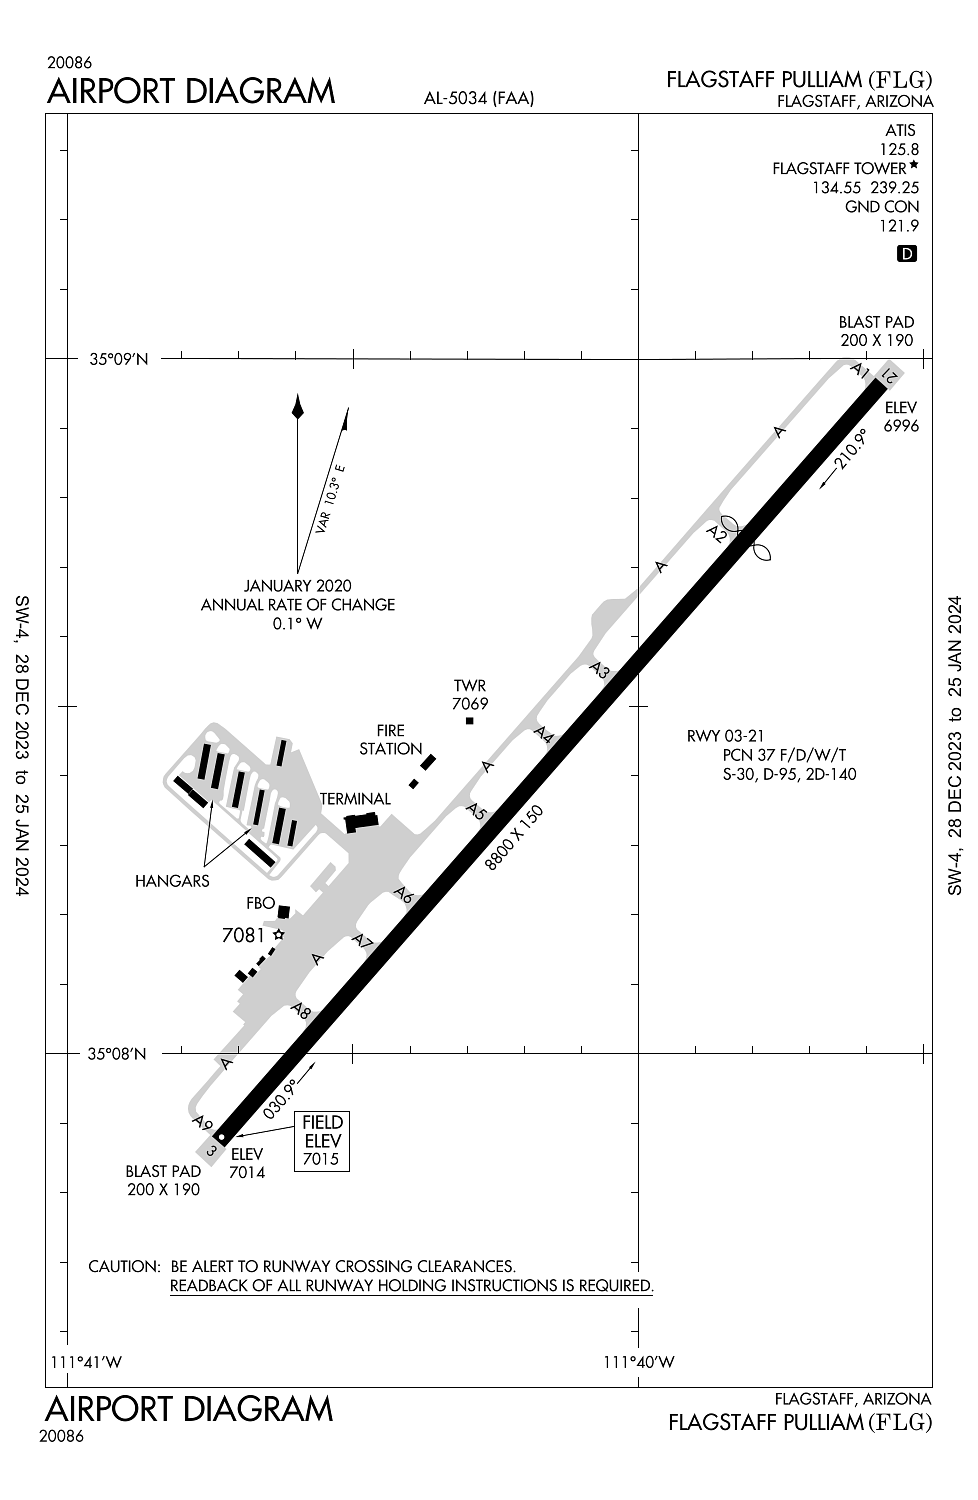 20086
AIRPORT DIAGRAM
AL-5034 (FAA)
FLAGSTAFF PULLIAM (FLG)
FLAGSTAFF, ARIZONA
ATIS
125.8
FLAGSTAFF TOWER★
134.55 239.25
GND CON
121.9
D
BLAST PAD
200 X 190
35°09'N
A1
21
ELEV
6996
A
210.9°
VAR 10.3° E
A2
A
JANUARY 2020
ANNUAL RATE OF CHANGE
0.1° W
SW-4, 28 DEC 2023 to 25 JAN 2024
SW-4, 28 DEC 2023 to 25 JAN 2024
A3
TWR
7069
FIRE
STATION
A4
RWY 03-21
PCN 37 F/D/W/T
S-30, D-95, 2D-140
A
TERMINAL
A5
8800 X 150
HANGARS
A6
FBO
7081
A7
A
A8
35°08'N
A
030.9°
A9
3
FIELD
ELEV
7015
ELEV
7014
BLAST PAD
200 X 190
CAUTION: BE ALERT TO RUNWAY CROSSING CLEARANCES.
READBACK OF ALL RUNWAY HOLDING INSTRUCTIONS IS REQUIRED.
111°41'W
111°40'W
AIRPORT DIAGRAM
20086
FLAGSTAFF, ARIZONA
FLAGSTAFF PULLIAM (FLG)